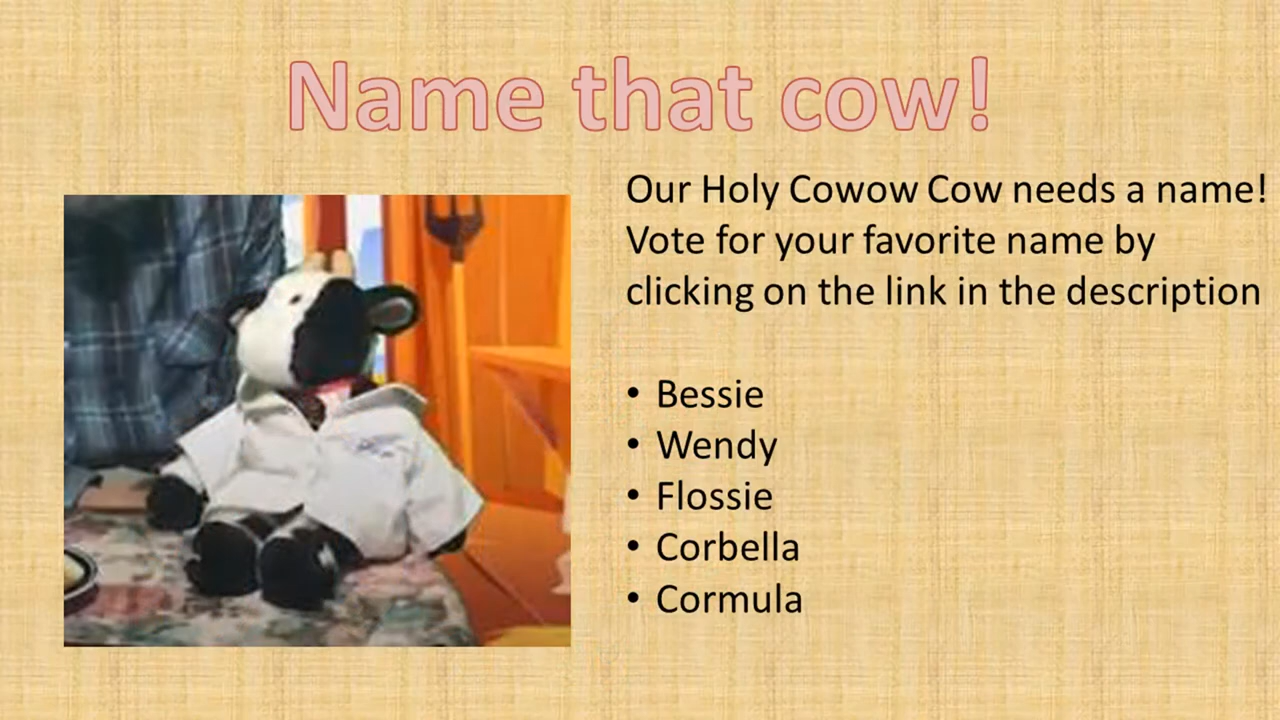 Name that cow!
Our Holy Cowow Cow needs a name!
Vote for your favorite name by
clicking on the link in the description
• Bessie
• Wendy
• Flossie
• Corbella
• Cormula